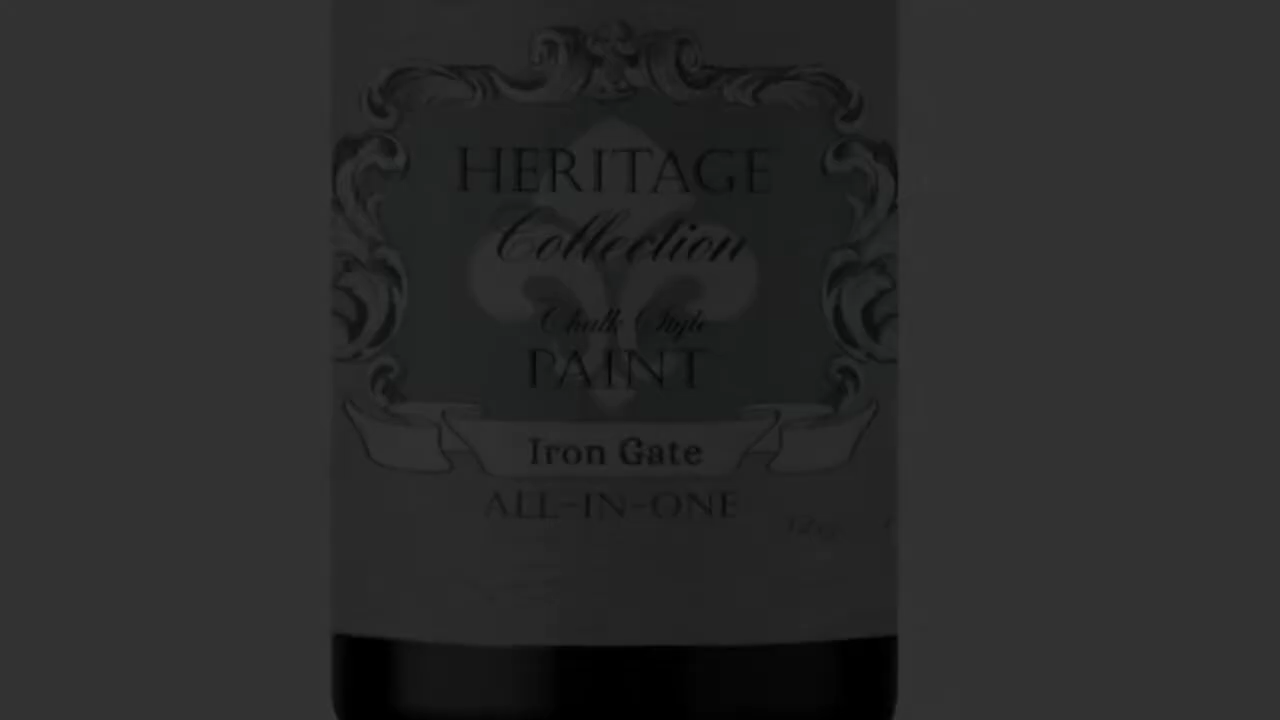 HERITAGE
Collection
Chalk Style
PAINT
Iron Gate
ALL-IN-ONE